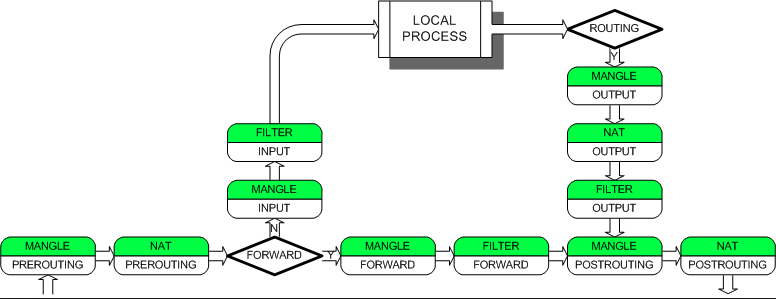 LOCAL
PROCESS
ROUTING
Y
MANGLE
OUTPUT
FILTER
INPUT
NAT
OUTPUT
MANGLE
INPUT
FILTER
OUTPUT
N
MANGLE
PREROUTING
NAT
PREROUTING
FORWARD
Y
MANGLE
FORWARD
FILTER
FORWARD
MANGLE
POSTROUTING
NAT
POSTROUTING